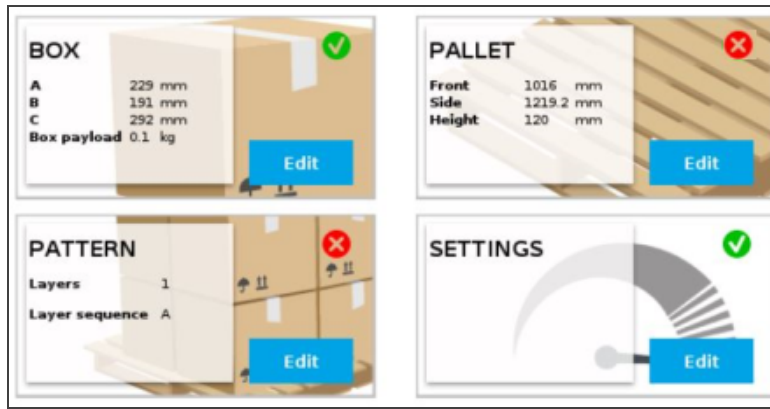 BOX
A 229 mm
B 191 mm
C 292 mm
Box payload 0.1 kg
Edit
PALLET
Front 1016 mm
Side 1219.2 mm
Height 120 mm
Edit
PATTERN
Layers 1
Layer sequence A
Edit
SETTINGS
Edit